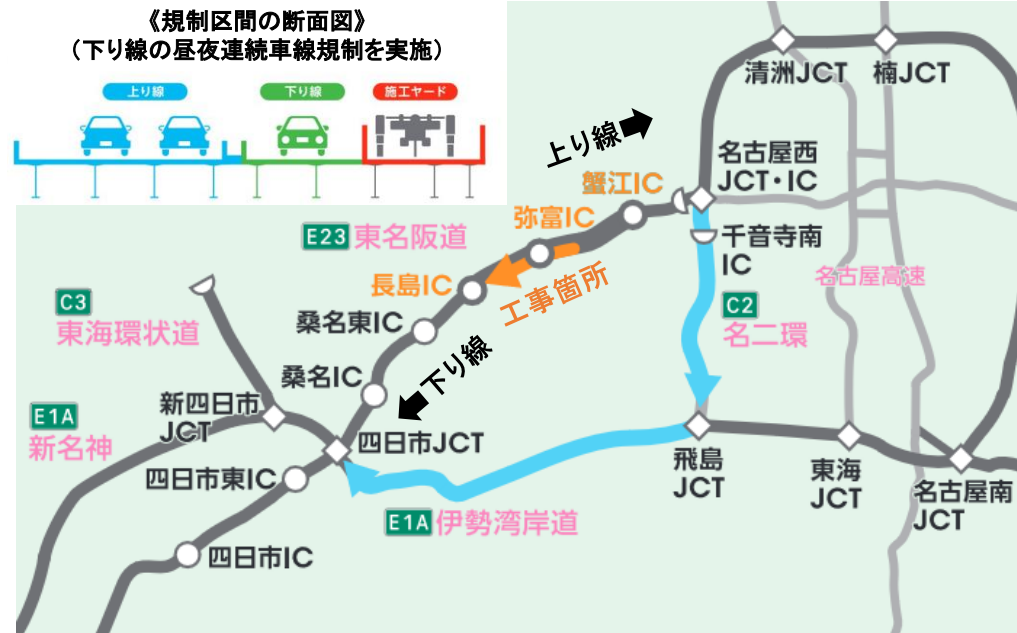 《規制区間の断面図》
（下り線の昼夜連続車線規制を実施）
上り線
下り線
施工ヤード
清洲JCT
楠JCT
上り線
名古屋西
JCT・IC
蟹江IC
弥富IC
E23 東名阪道
千音寺南
IC
長島IC
工事箇所
名古屋高速
C3
東海環状道
C2
名二環
桑名東IC
下り線
桑名IC
新四日市
JCT
E1A
新名神
四日市JCT
四日市東IC
飛島
JCT
東海
JCT
名古屋南
JCT
E1A 伊勢湾岸道
四日市IC